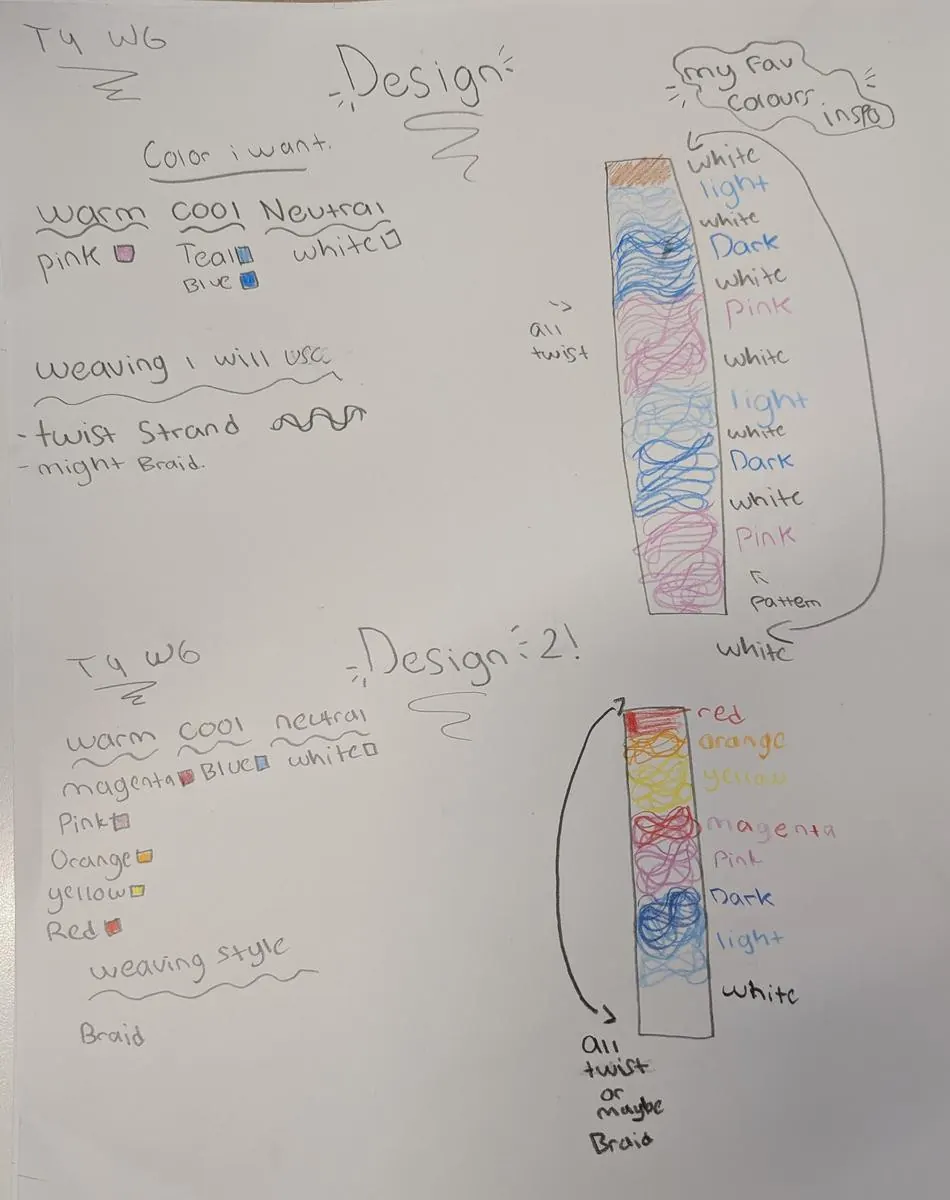 T4 W6
Design
my Fav
colours
inspo
Color i want.
warm cool Neutral
pink Teal white
Blue
weaving i will use
- twist strand
- might Braid.
all
twist
white
light
white
Dark
white
Pink
white
light
white
Dark
white
Pink
pattern
white
T4 W6
Design 2!
warm cool neutral
magenta Blue white
Pink
Orange
yellow
Red
weaving style
Braid
red
orange
yellow
magenta
Pink
Dark
light
white
all
twist
or
maybe
Braid